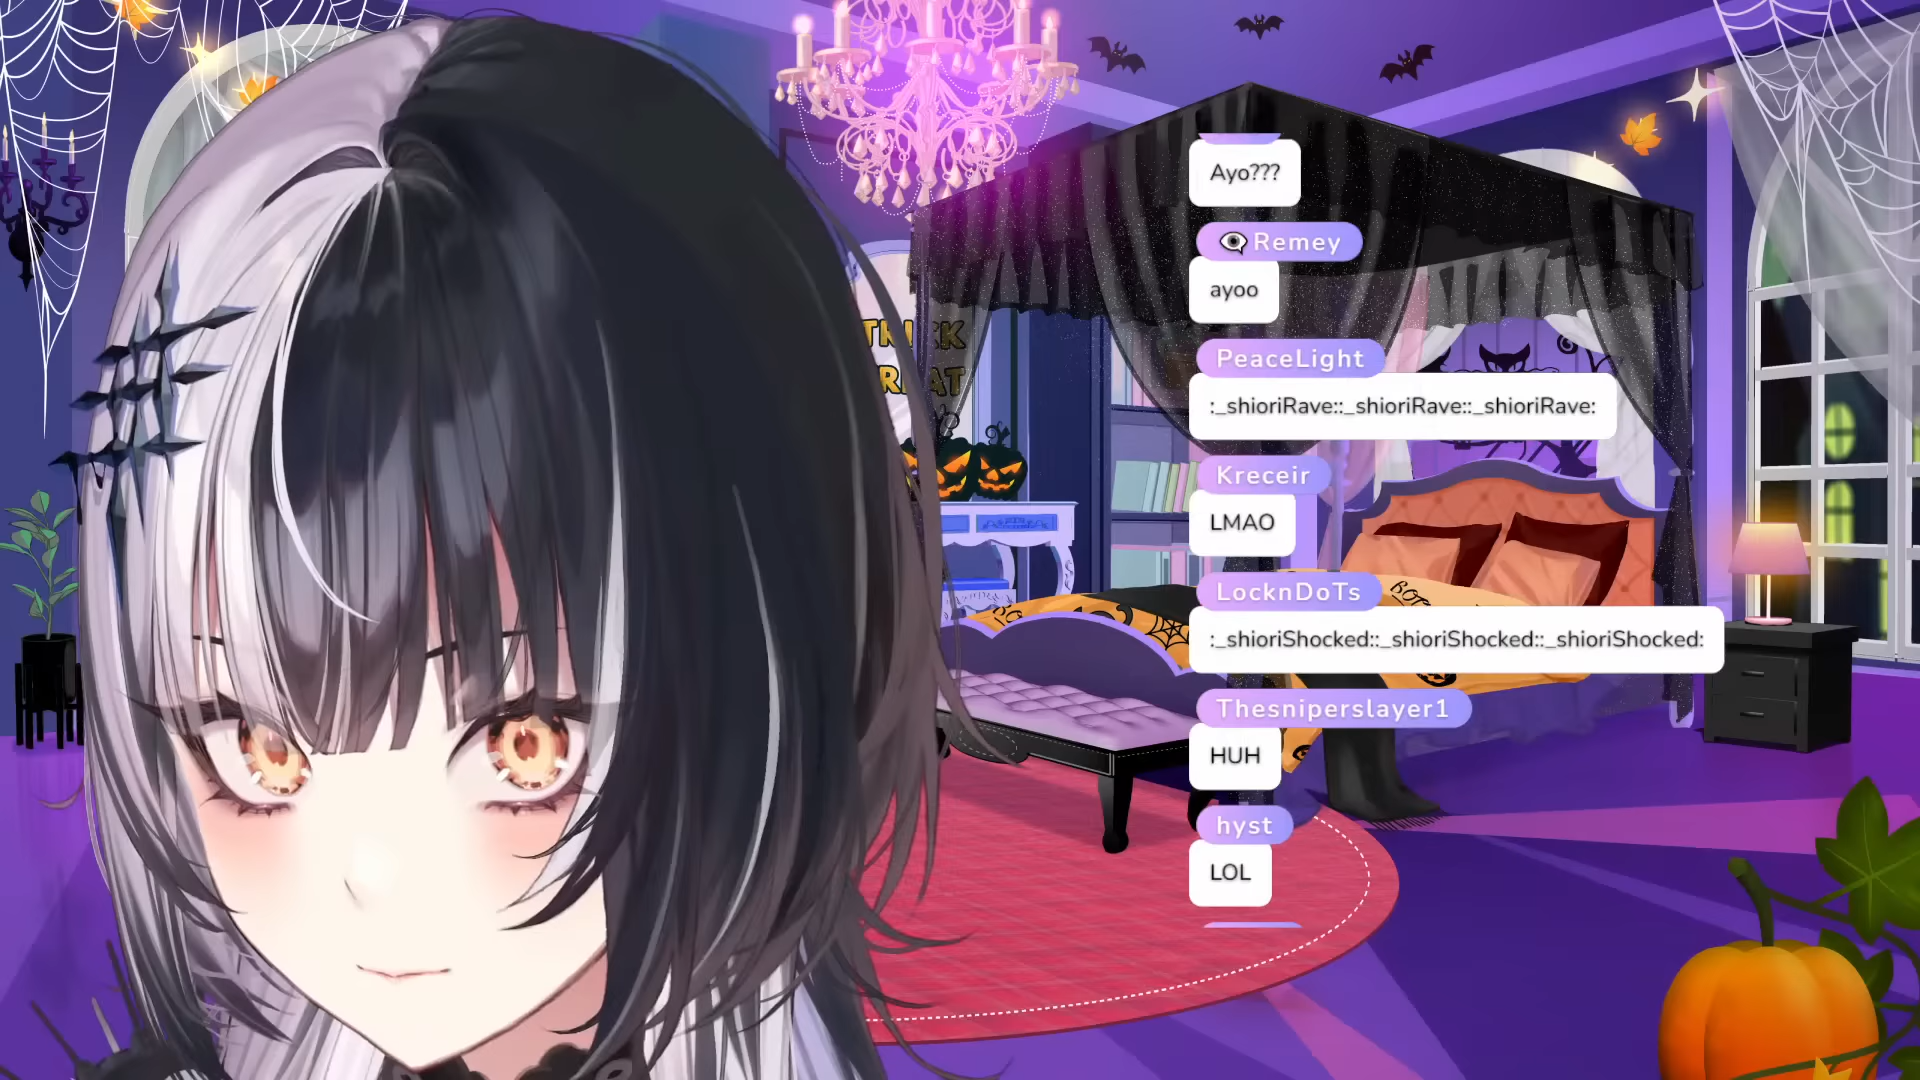 Ayo???
Remey
ayoo
PeaceLight
:_shioriRave::_shioriRave::_shioriRave:
Kreceir
LMAO
LocknDoTs
:_shioriShocked::_shioriShocked::_shioriShocked:
Thesniperslayer1
HUH
hyst
LOL